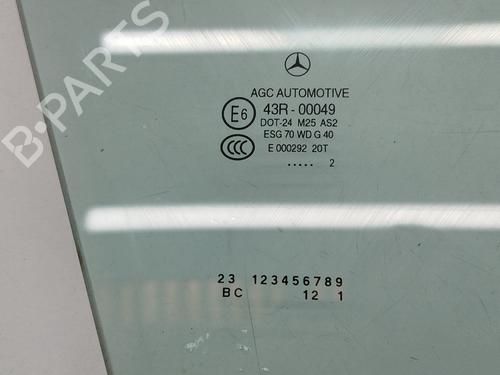 B-PARTS
AGC AUTOMOTIVE
E6 43R-00049
DOT-24 M25 AS2
ESG 70 WD G 40
CCC E 000292 20T
..... 2
23 123456789
BC 12 1